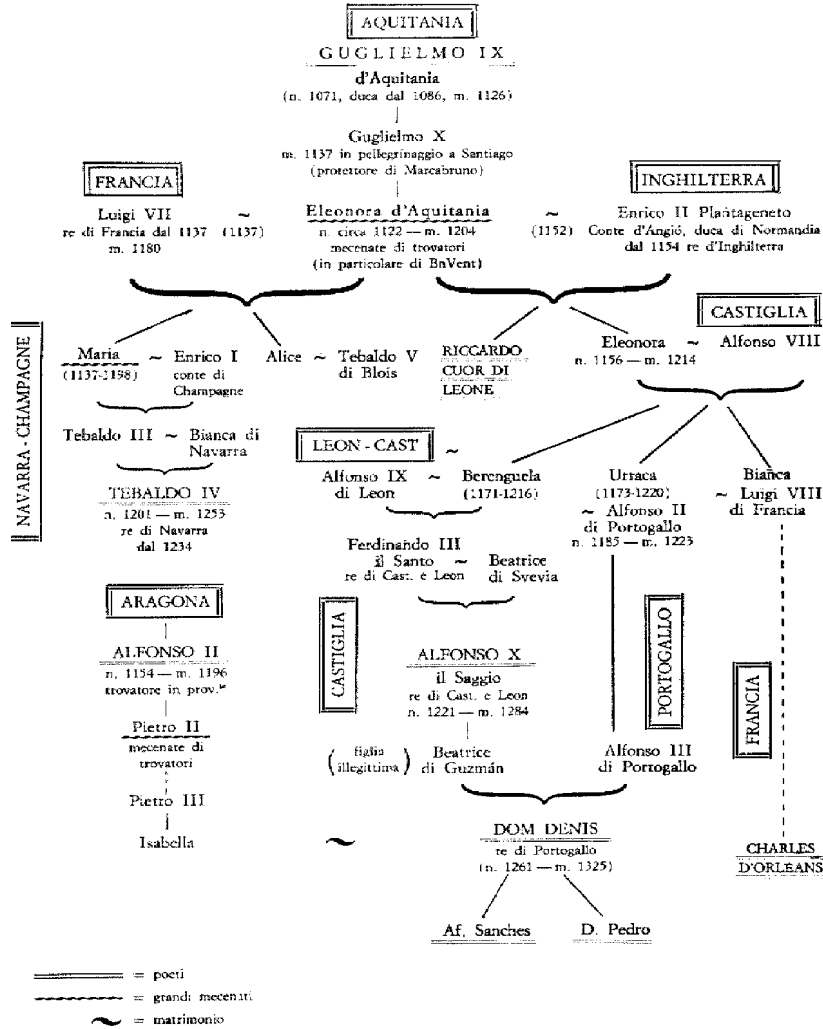 AQUITANIA
GUGLIELMO IX
d'Aquitania
(n. 1071, duca dal 1086, m. 1126)
Guglielmo X
m. 1137 in pellegrinaggio a Santiago
(protettore di Marcabruno)
FRANCIA
INGHILTERRA
Luigi VII
re di Francia dal 1137
m. 1180
~
(1137)
Eleonora d'Aquitania
n. circa 1122 — m. 1204
mecenate di trovatori
(in particolare di BnVent)
~
(1152)
Enrico II Plantageneto
Conte d'Angiò, duca di Normandia
dal 1154 re d'Inghilterra
NAVARRA - CHAMPAGNE
Maria
(1137-1198)
~ Enrico I
conte di
Champagne
Alice ~ Tebaldo V
di Blois
RICCARDO
CUOR DI
LEONE
CASTIGLIA
Eleonora ~ Alfonso VIII
n. 1156 — m. 1214
Tebaldo III ~ Bianca di
Navarra
TEBALDO IV
n. 1201 — m. 1253
re di Navarra
dal 1234
LEON - CAST ~
Alfonso IX ~ Berenguela
di Leon (1171-1216)
Urraca
(1173-1220)
~ Alfonso II
di Portogallo
n. 1185 — m. 1223
Bianca
~ Luigi VIII
di Francia
Ferdinando III
il Santo ~ Beatrice
re di Cast. e Leon di Svevia
ARAGONA
ALFONSO II
n. 1154 — m. 1196
trovatore in prov.le
Pietro II
mecenate di
trovatori
Pietro III
Isabella
~
CASTIGLIA
ALFONSO X
il Saggio
re di Cast. e Leon
n. 1221 — m. 1284
PORTOGALLO
FRANCIA
(figlia
illegittima)
Beatrice
di Guzmán
Alfonso III
di Portogallo
DOM DENIS
re di Portogallo
(n. 1261 — m. 1325)
CHARLES
D'ORLEANS
Af. Sanches
D. Pedro
= poeti
= grandi mecenati
~ = matrimonio